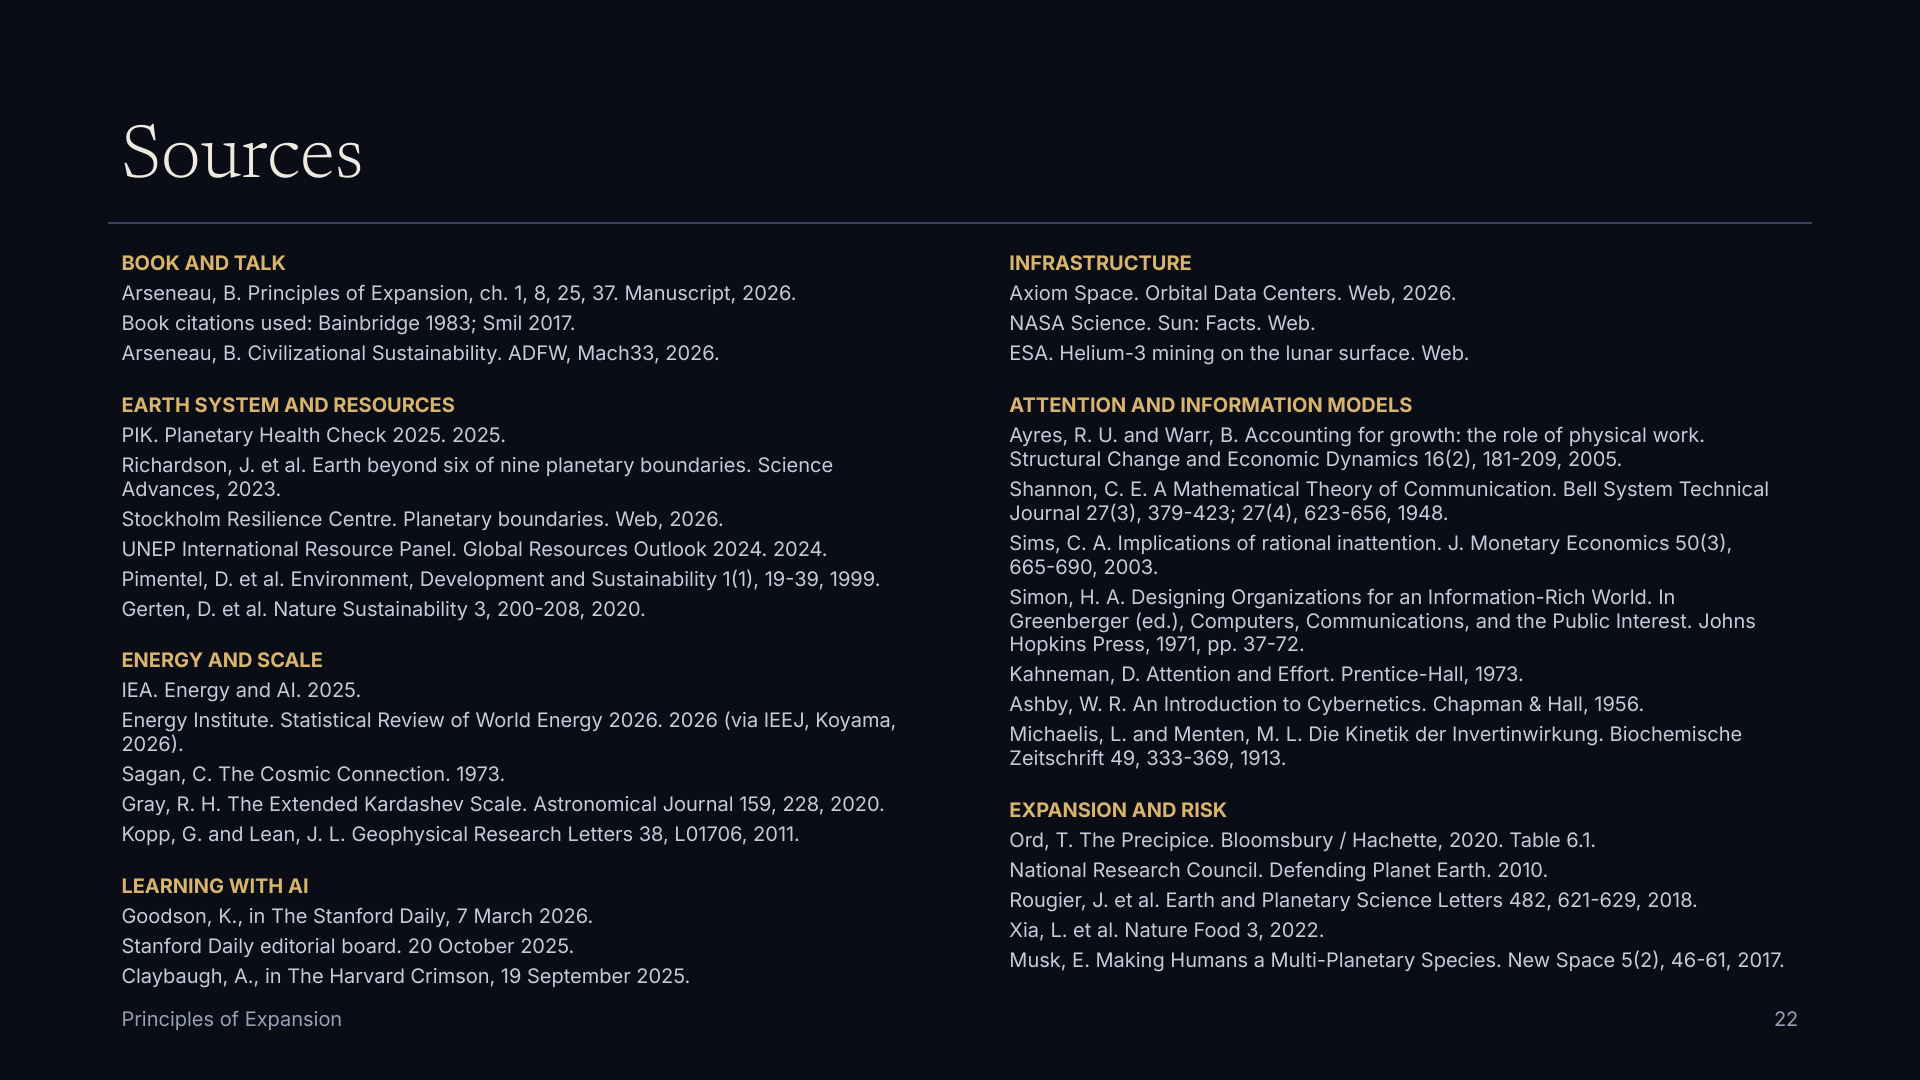 Sources
BOOK AND TALK
Arseneau, B. Principles of Expansion, ch. 1, 8, 25, 37. Manuscript, 2026.
Book citations used: Bainbridge 1983; Smil 2017.
Arseneau, B. Civilizational Sustainability. ADFW, Mach33, 2026.
EARTH SYSTEM AND RESOURCES
PIK. Planetary Health Check 2025. 2025.
Richardson, J. et al. Earth beyond six of nine planetary boundaries. Science
Advances, 2023.
Stockholm Resilience Centre. Planetary boundaries. Web, 2026.
UNEP International Resource Panel. Global Resources Outlook 2024. 2024.
Pimentel, D. et al. Environment, Development and Sustainability 1(1), 19-39, 1999.
Gerten, D. et al. Nature Sustainability 3, 200-208, 2020.
ENERGY AND SCALE
IEA. Energy and AI. 2025.
Energy Institute. Statistical Review of World Energy 2026. 2026 (via IEEJ, Koyama,
2026).
Sagan, C. The Cosmic Connection. 1973.
Gray, R. H. The Extended Kardashev Scale. Astronomical Journal 159, 228, 2020.
Kopp, G. and Lean, J. L. Geophysical Research Letters 38, L01706, 2011.
LEARNING WITH AI
Goodson, K., in The Stanford Daily, 7 March 2026.
Stanford Daily editorial board. 20 October 2025.
Claybaugh, A., in The Harvard Crimson, 19 September 2025.
INFRASTRUCTURE
Axiom Space. Orbital Data Centers. Web, 2026.
NASA Science. Sun: Facts. Web.
ESA. Helium-3 mining on the lunar surface. Web.
ATTENTION AND INFORMATION MODELS
Ayres, R. U. and Warr, B. Accounting for growth: the role of physical work.
Structural Change and Economic Dynamics 16(2), 181-209, 2005.
Shannon, C. E. A Mathematical Theory of Communication. Bell System Technical
Journal 27(3), 379-423; 27(4), 623-656, 1948.
Sims, C. A. Implications of rational inattention. J. Monetary Economics 50(3),
665-690, 2003.
Simon, H. A. Designing Organizations for an Information-Rich World. In
Greenberger (ed.), Computers, Communications, and the Public Interest. Johns
Hopkins Press, 1971, pp. 37-72.
Kahneman, D. Attention and Effort. Prentice-Hall, 1973.
Ashby, W. R. An Introduction to Cybernetics. Chapman & Hall, 1956.
Michaelis, L. and Menten, M. L. Die Kinetik der Invertinwirkung. Biochemische
Zeitschrift 49, 333-369, 1913.
EXPANSION AND RISK
Ord, T. The Precipice. Bloomsbury / Hachette, 2020. Table 6.1.
National Research Council. Defending Planet Earth. 2010.
Rougier, J. et al. Earth and Planetary Science Letters 482, 621-629, 2018.
Xia, L. et al. Nature Food 3, 2022.
Musk, E. Making Humans a Multi-Planetary Species. New Space 5(2), 46-61, 2017.
Principles of Expansion
22